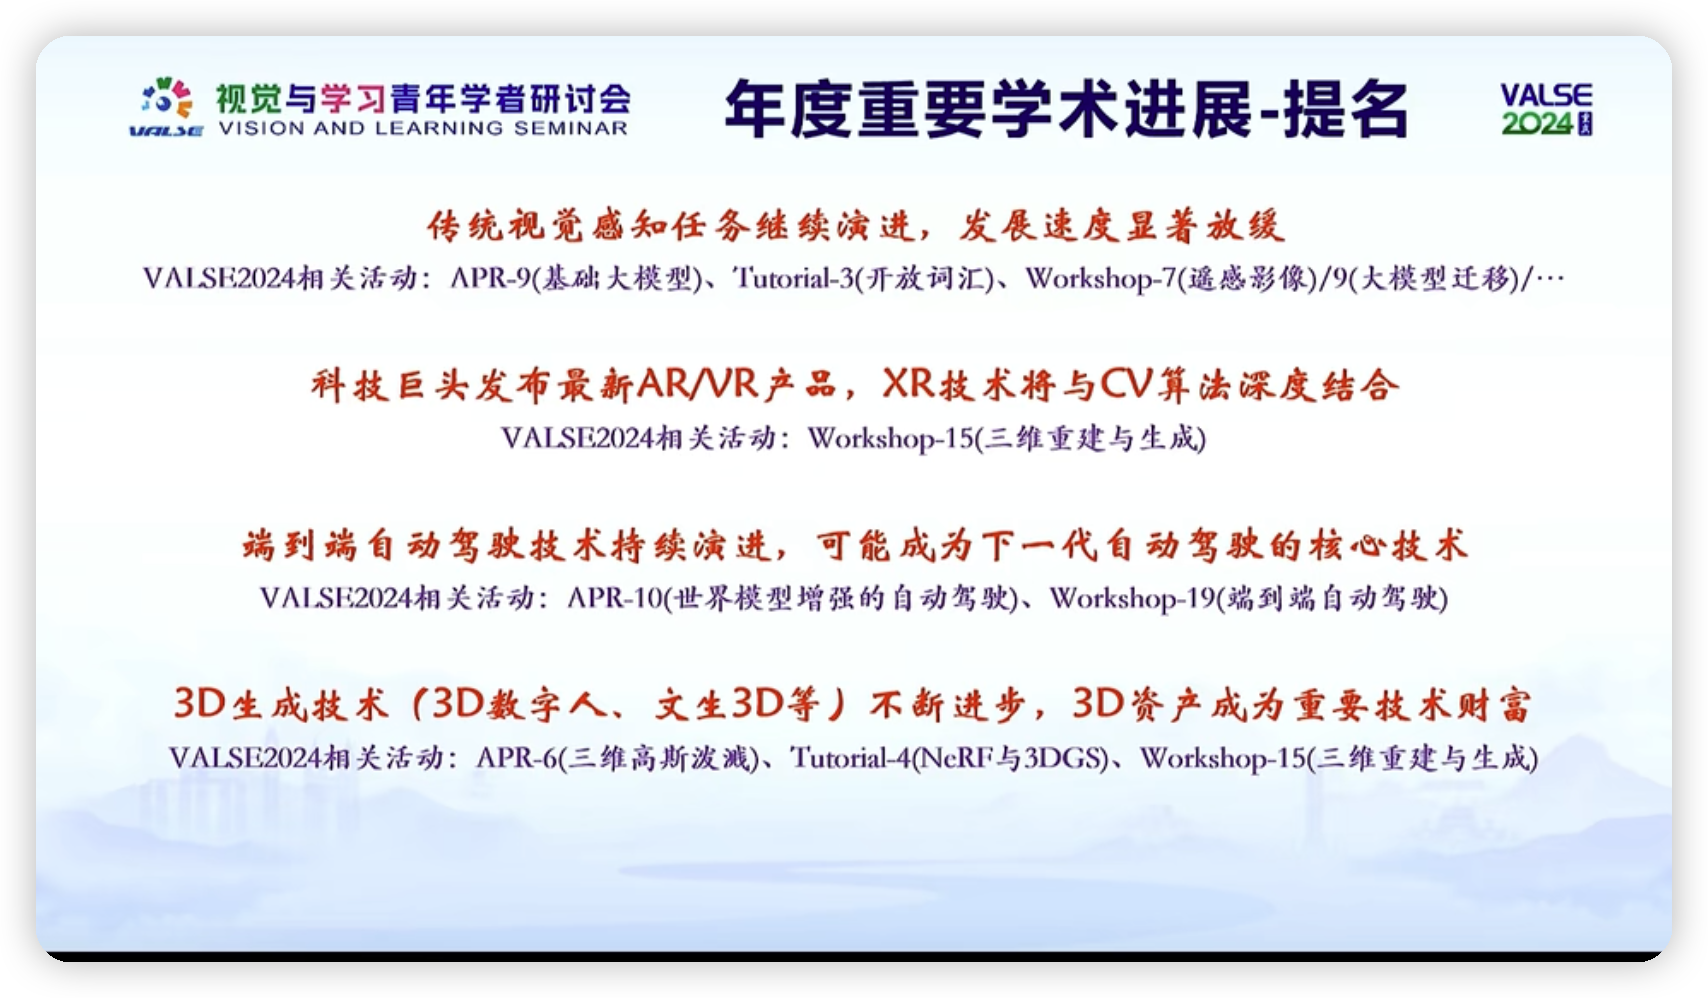 VALSE
视觉与学习青年学者研讨会
VISION AND LEARNING SEMINAR
年度重要学术进展-提名
VALSE
2024
传统视觉感知任务继续演进，发展速度显著放缓
VALSE2024相关活动：APR-9(基础大模型)、Tutorial-3(开放词汇)、Workshop-7(遥感影像)/9(大模型迁移)/…
科技巨头发布最新AR/VR产品，XR技术将与CV算法深度结合
VALSE2024相关活动：Workshop-15(三维重建与生成)
端到端自动驾驶技术持续演进，可能成为下一代自动驾驶的核心技术
VALSE2024相关活动：APR-10(世界模型增强的自动驾驶)、Workshop-19(端到端自动驾驶)
3D生成技术（3D数字人、文生3D等）不断进步，3D资产成为重要技术财富
VALSE2024相关活动：APR-6(三维高斯泼溅)、Tutorial-4(NeRF与3DGS)、Workshop-15(三维重建与生成)